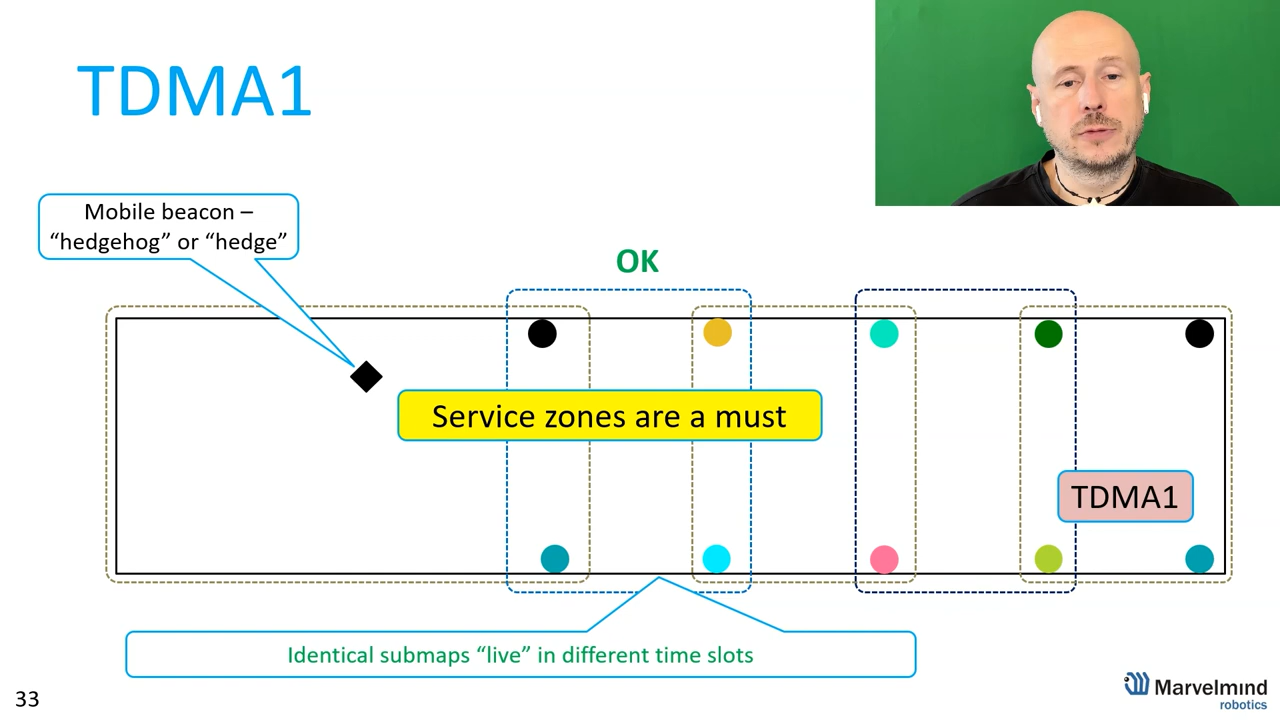 TDMA1
Mobile beacon –
“hedgehog” or “hedge”
OK
Service zones are a must
TDMA1
Identical submaps “live” in different time slots
33
Marvelmind
robotics